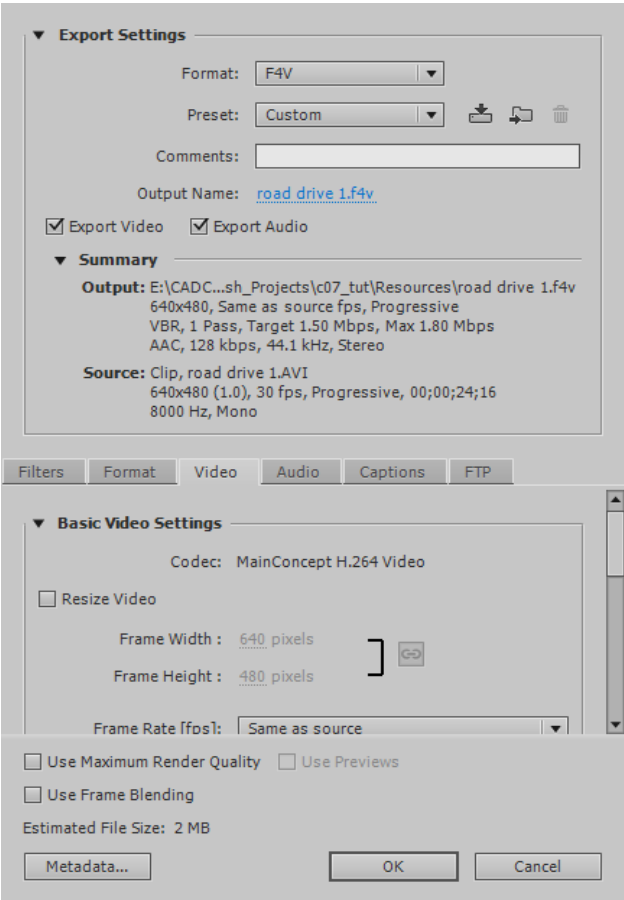 Export Settings
Format: F4V
Preset: Custom
Comments:
Output Name: road drive 1.f4v
Export Video Export Audio
Summary
Output: E:\CADC...sh_Projects\c07_tut\Resources\road drive 1.f4v
640x480, Same as source fps, Progressive
VBR, 1 Pass, Target 1.50 Mbps, Max 1.80 Mbps
AAC, 128 kbps, 44.1 kHz, Stereo
Source: Clip, road drive 1.AVI
640x480 (1.0), 30 fps, Progressive, 00;00;24;16
8000 Hz, Mono
Filters Format Video Audio Captions FTP
Basic Video Settings
Codec: MainConcept H.264 Video
Resize Video
Frame Width : 640 pixels
Frame Height : 480 pixels
Frame Rate [fps]: Same as source
Use Maximum Render Quality Use Previews
Use Frame Blending
Estimated File Size: 2 MB
Metadata... OK Cancel